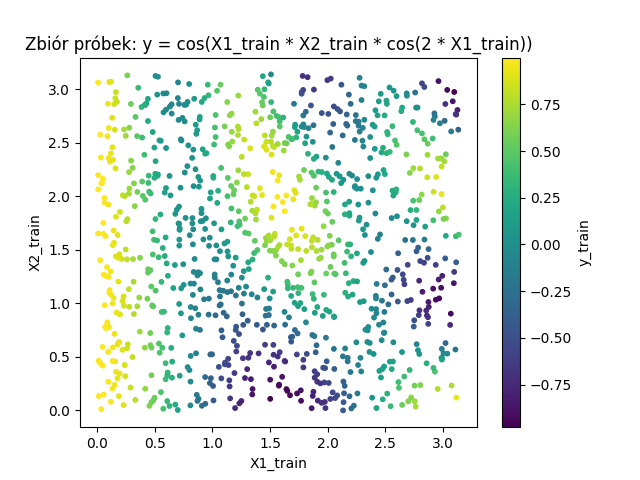 Zbiór próbek: y = cos(X1_train * X2_train * cos(2 * X1_train))
3.0
2.5
2.0
1.5
1.0
0.5
0.0
X2_train
0.0 0.5 1.0 1.5 2.0 2.5 3.0
X1_train
0.75
0.50
0.25
0.00
−0.25
−0.50
−0.75
y_train